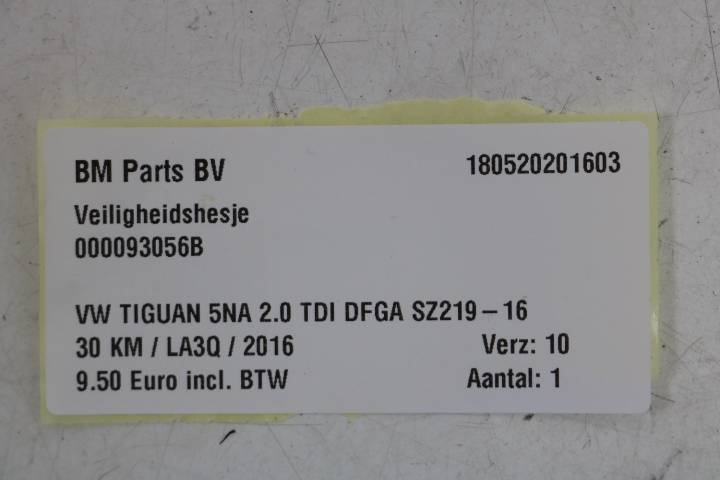 BM Parts BV 180520201603
Veiligheidshesje
000093056B
VW TIGUAN 5NA 2.0 TDI DFGA SZ219-16
30 KM / LA3Q / 2016 Verz: 10
9.50 Euro incl. BTW Aantal: 1